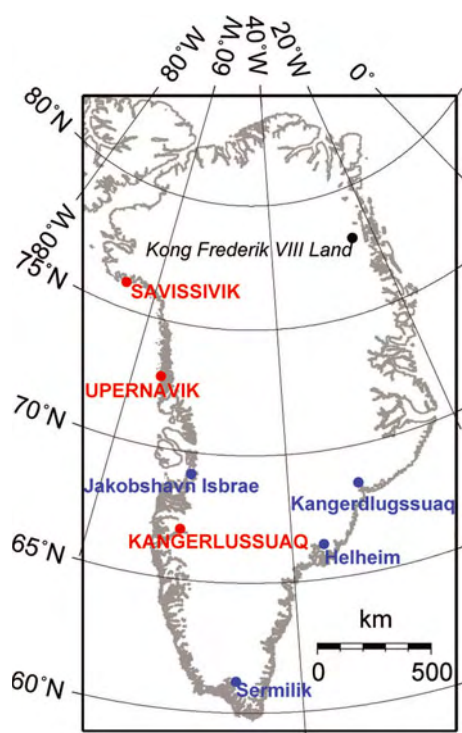 80°W
60°W
40°W
20°W
0°
80°N
80°W
Kong Frederik VIII Land
75°N
SAVISSIVIK
UPERNAVIK
70°N
Jakobshavn Isbrae
Kangerdlugssuaq
KANGERLUSSUAQ
Helheim
65°N
km
0 500
60°N
Sermilik